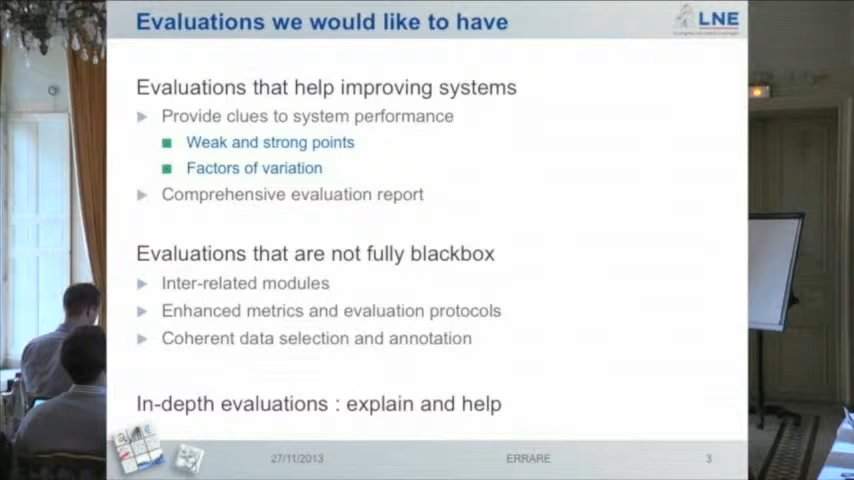 Evaluations we would like to have
LNE
Evaluations that help improving systems
Provide clues to system performance
Weak and strong points
Factors of variation
Comprehensive evaluation report
Evaluations that are not fully blackbox
Inter-related modules
Enhanced metrics and evaluation protocols
Coherent data selection and annotation
In-depth evaluations : explain and help
27/11/2013
ERRARE
3